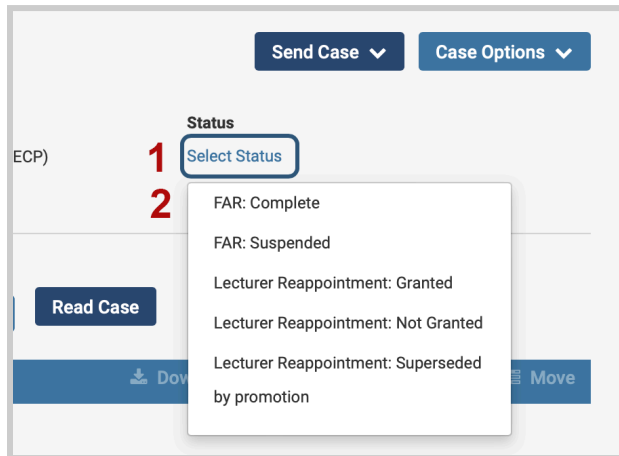 Send Case
Case Options
Status
ECP)
1
Select Status
2
FAR: Complete
FAR: Suspended
Lecturer Reappointment: Granted
Read Case
Lecturer Reappointment: Not Granted
Lecturer Reappointment: Superseded
by promotion
Dow
Move